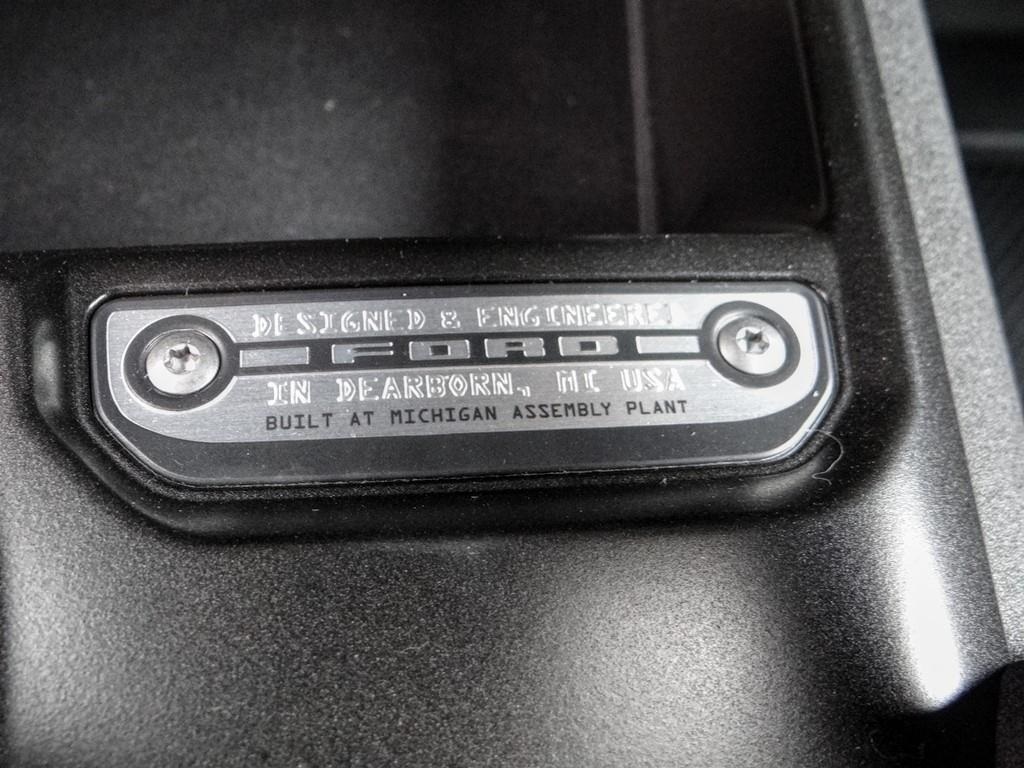 DESIGNED & ENGINEERED
FORD
IN DEARBORN, MI USA
BUILT AT MICHIGAN ASSEMBLY PLANT